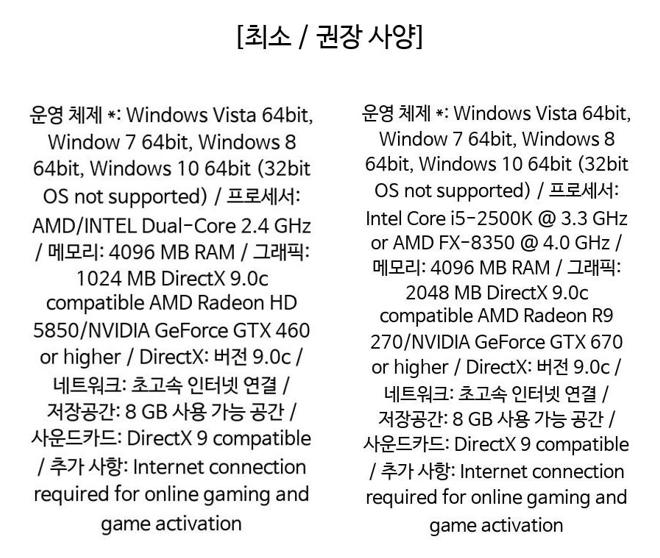 [최소 / 권장 사양]
운영 체제 *: Windows Vista 64bit,
Window 7 64bit, Windows 8
64bit, Windows 10 64bit (32bit
OS not supported) / 프로세서:
AMD/INTEL Dual-Core 2.4 GHz
/ 메모리: 4096 MB RAM / 그래픽:
1024 MB DirectX 9.0c
compatible AMD Radeon HD
5850/NVIDIA GeForce GTX 460
or higher / DirectX: 버전 9.0c /
네트워크: 초고속 인터넷 연결 /
저장공간: 8 GB 사용 가능 공간 /
사운드카드: DirectX 9 compatible
/ 추가 사항: Internet connection
required for online gaming and
game activation
운영 체제 *: Windows Vista 64bit,
Window 7 64bit, Windows 8
64bit, Windows 10 64bit (32bit
OS not supported) / 프로세서:
Intel Core i5-2500K @ 3.3 GHz
or AMD FX-8350 @ 4.0 GHz /
메모리: 4096 MB RAM / 그래픽:
2048 MB DirectX 9.0c
compatible AMD Radeon R9
270/NVIDIA GeForce GTX 670
or higher / DirectX: 버전 9.0c /
네트워크: 초고속 인터넷 연결 /
저장공간: 8 GB 사용 가능 공간 /
사운드카드: DirectX 9 compatible
/ 추가 사항: Internet connection
required for online gaming and
game activation